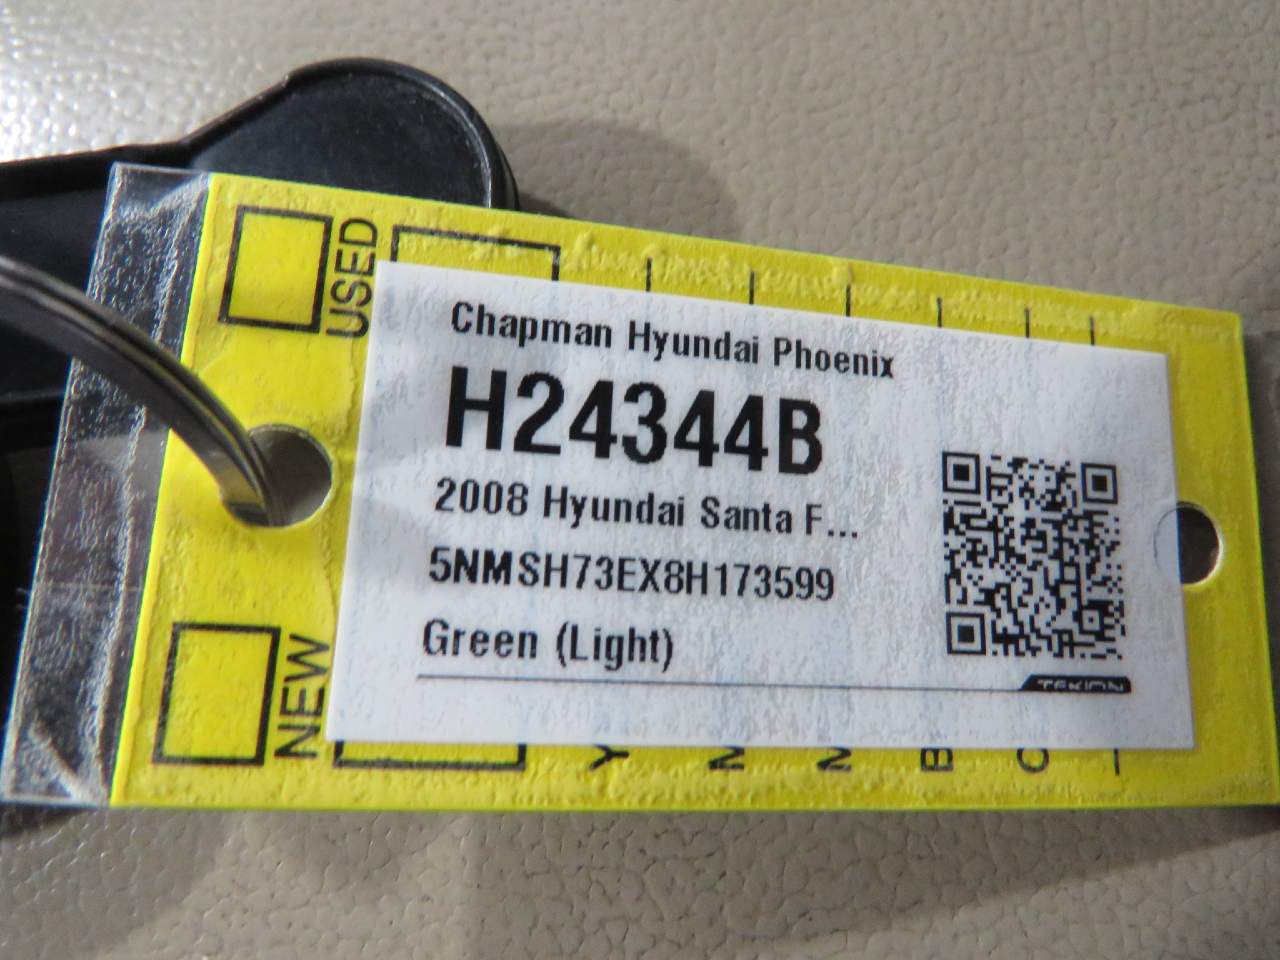 USED
Chapman Hyundai Phoenix
H24344B
2008 Hyundai Santa F...
5NMSH73EX8H173599
Green (Light)
TEKION
NEW